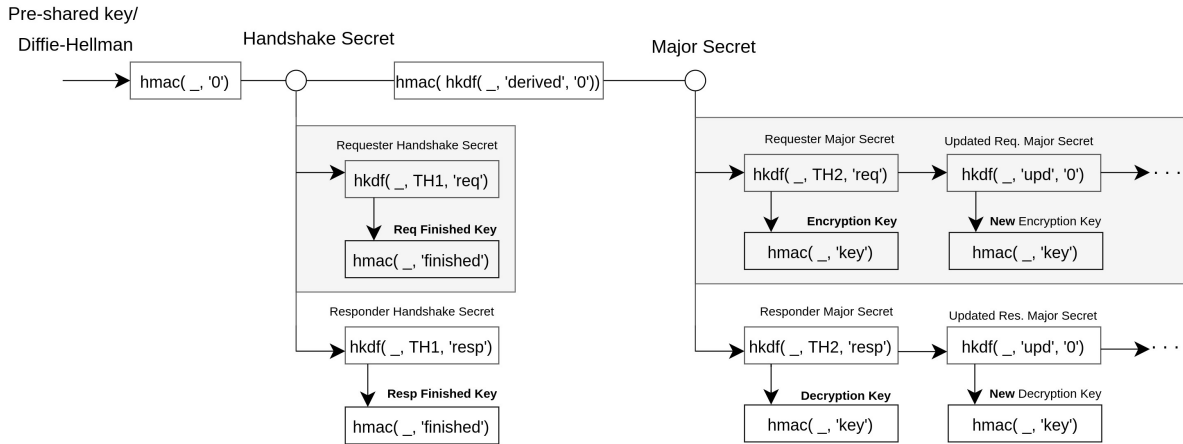 Pre-shared key/
Diffie-Hellman
Handshake Secret
Major Secret
hmac( _, '0')
hmac( hkdf( _, 'derived', '0'))
Requester Handshake Secret
hkdf( _, TH1, 'req')
Req Finished Key
hmac( _, 'finished')
Responder Handshake Secret
hkdf( _, TH1, 'resp')
Resp Finished Key
hmac( _, 'finished')
Requester Major Secret
Updated Req. Major Secret
hkdf( _, TH2, 'req')
hkdf( _, 'upd', '0')
. . .
Encryption Key
New Encryption Key
hmac( _, 'key')
hmac( _, 'key')
Responder Major Secret
Updated Res. Major Secret
hkdf( _, TH2, 'resp')
hkdf( _, 'upd', '0')
. . .
Decryption Key
New Decryption Key
hmac( _, 'key')
hmac( _, 'key')